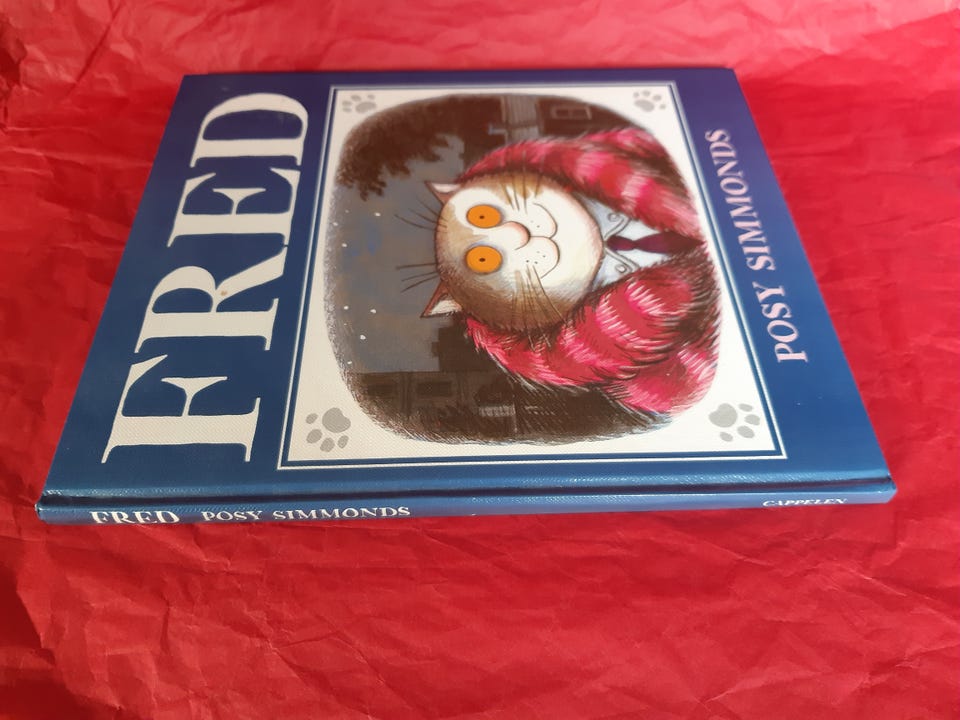 FRED
POSY SIMMONDS
FRED POSY SIMMONDS CAPPELEN